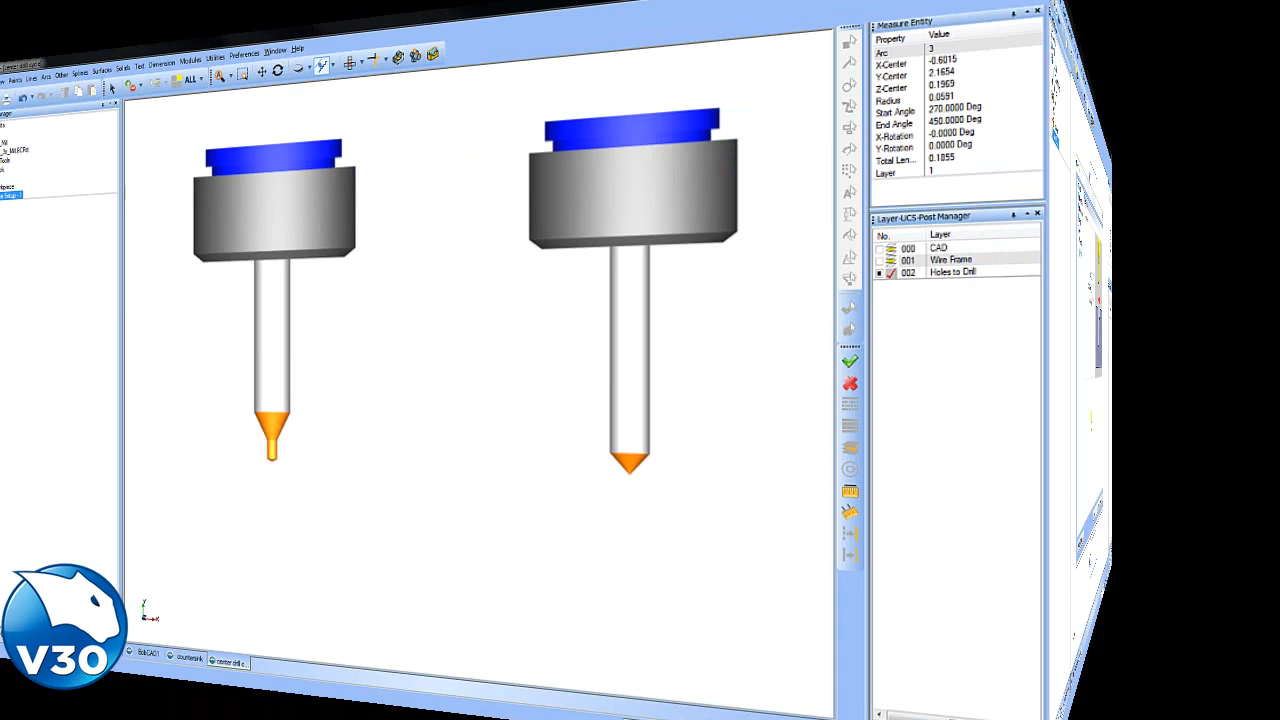 Preferences Window Help
Points Lines Arcs Other Splines Surfaces Solids Text Dimension Modules Utilities
ALL
Measure Entity
Property Value
Arc 3
X-Center -0.6015
Y-Center 2.1654
Z-Center 0.1969
Radius 0.0591
Start Angle 270.0000 Deg
End Angle 450.0000 Deg
X-Rotation -0.0000 Deg
Y-Rotation 0.0000 Deg
Total Len... 0.1855
Layer 1
Layer-UCS-Post Manager
No. Layer
000 CAD
001 Wire Frame
002 Holes to Drill
BobCAD1 countersink center drill c...
V30